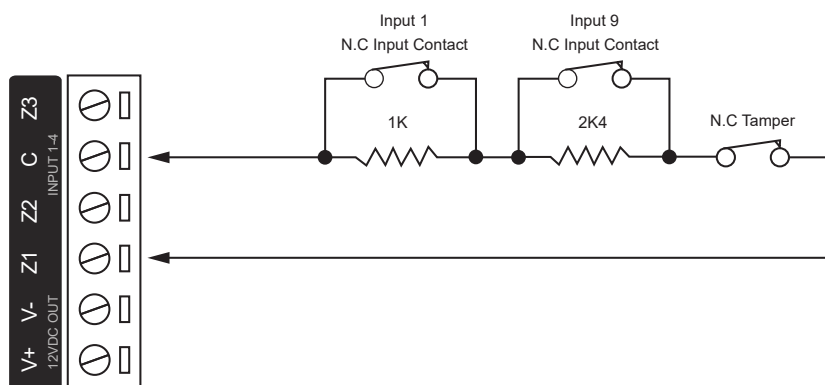 Input 1
N.C Input Contact
Input 9
N.C Input Contact
1K
2K4
N.C Tamper
Z3
C
Z2
Z1
V-
V+
INPUT 1-4
12VDC OUT